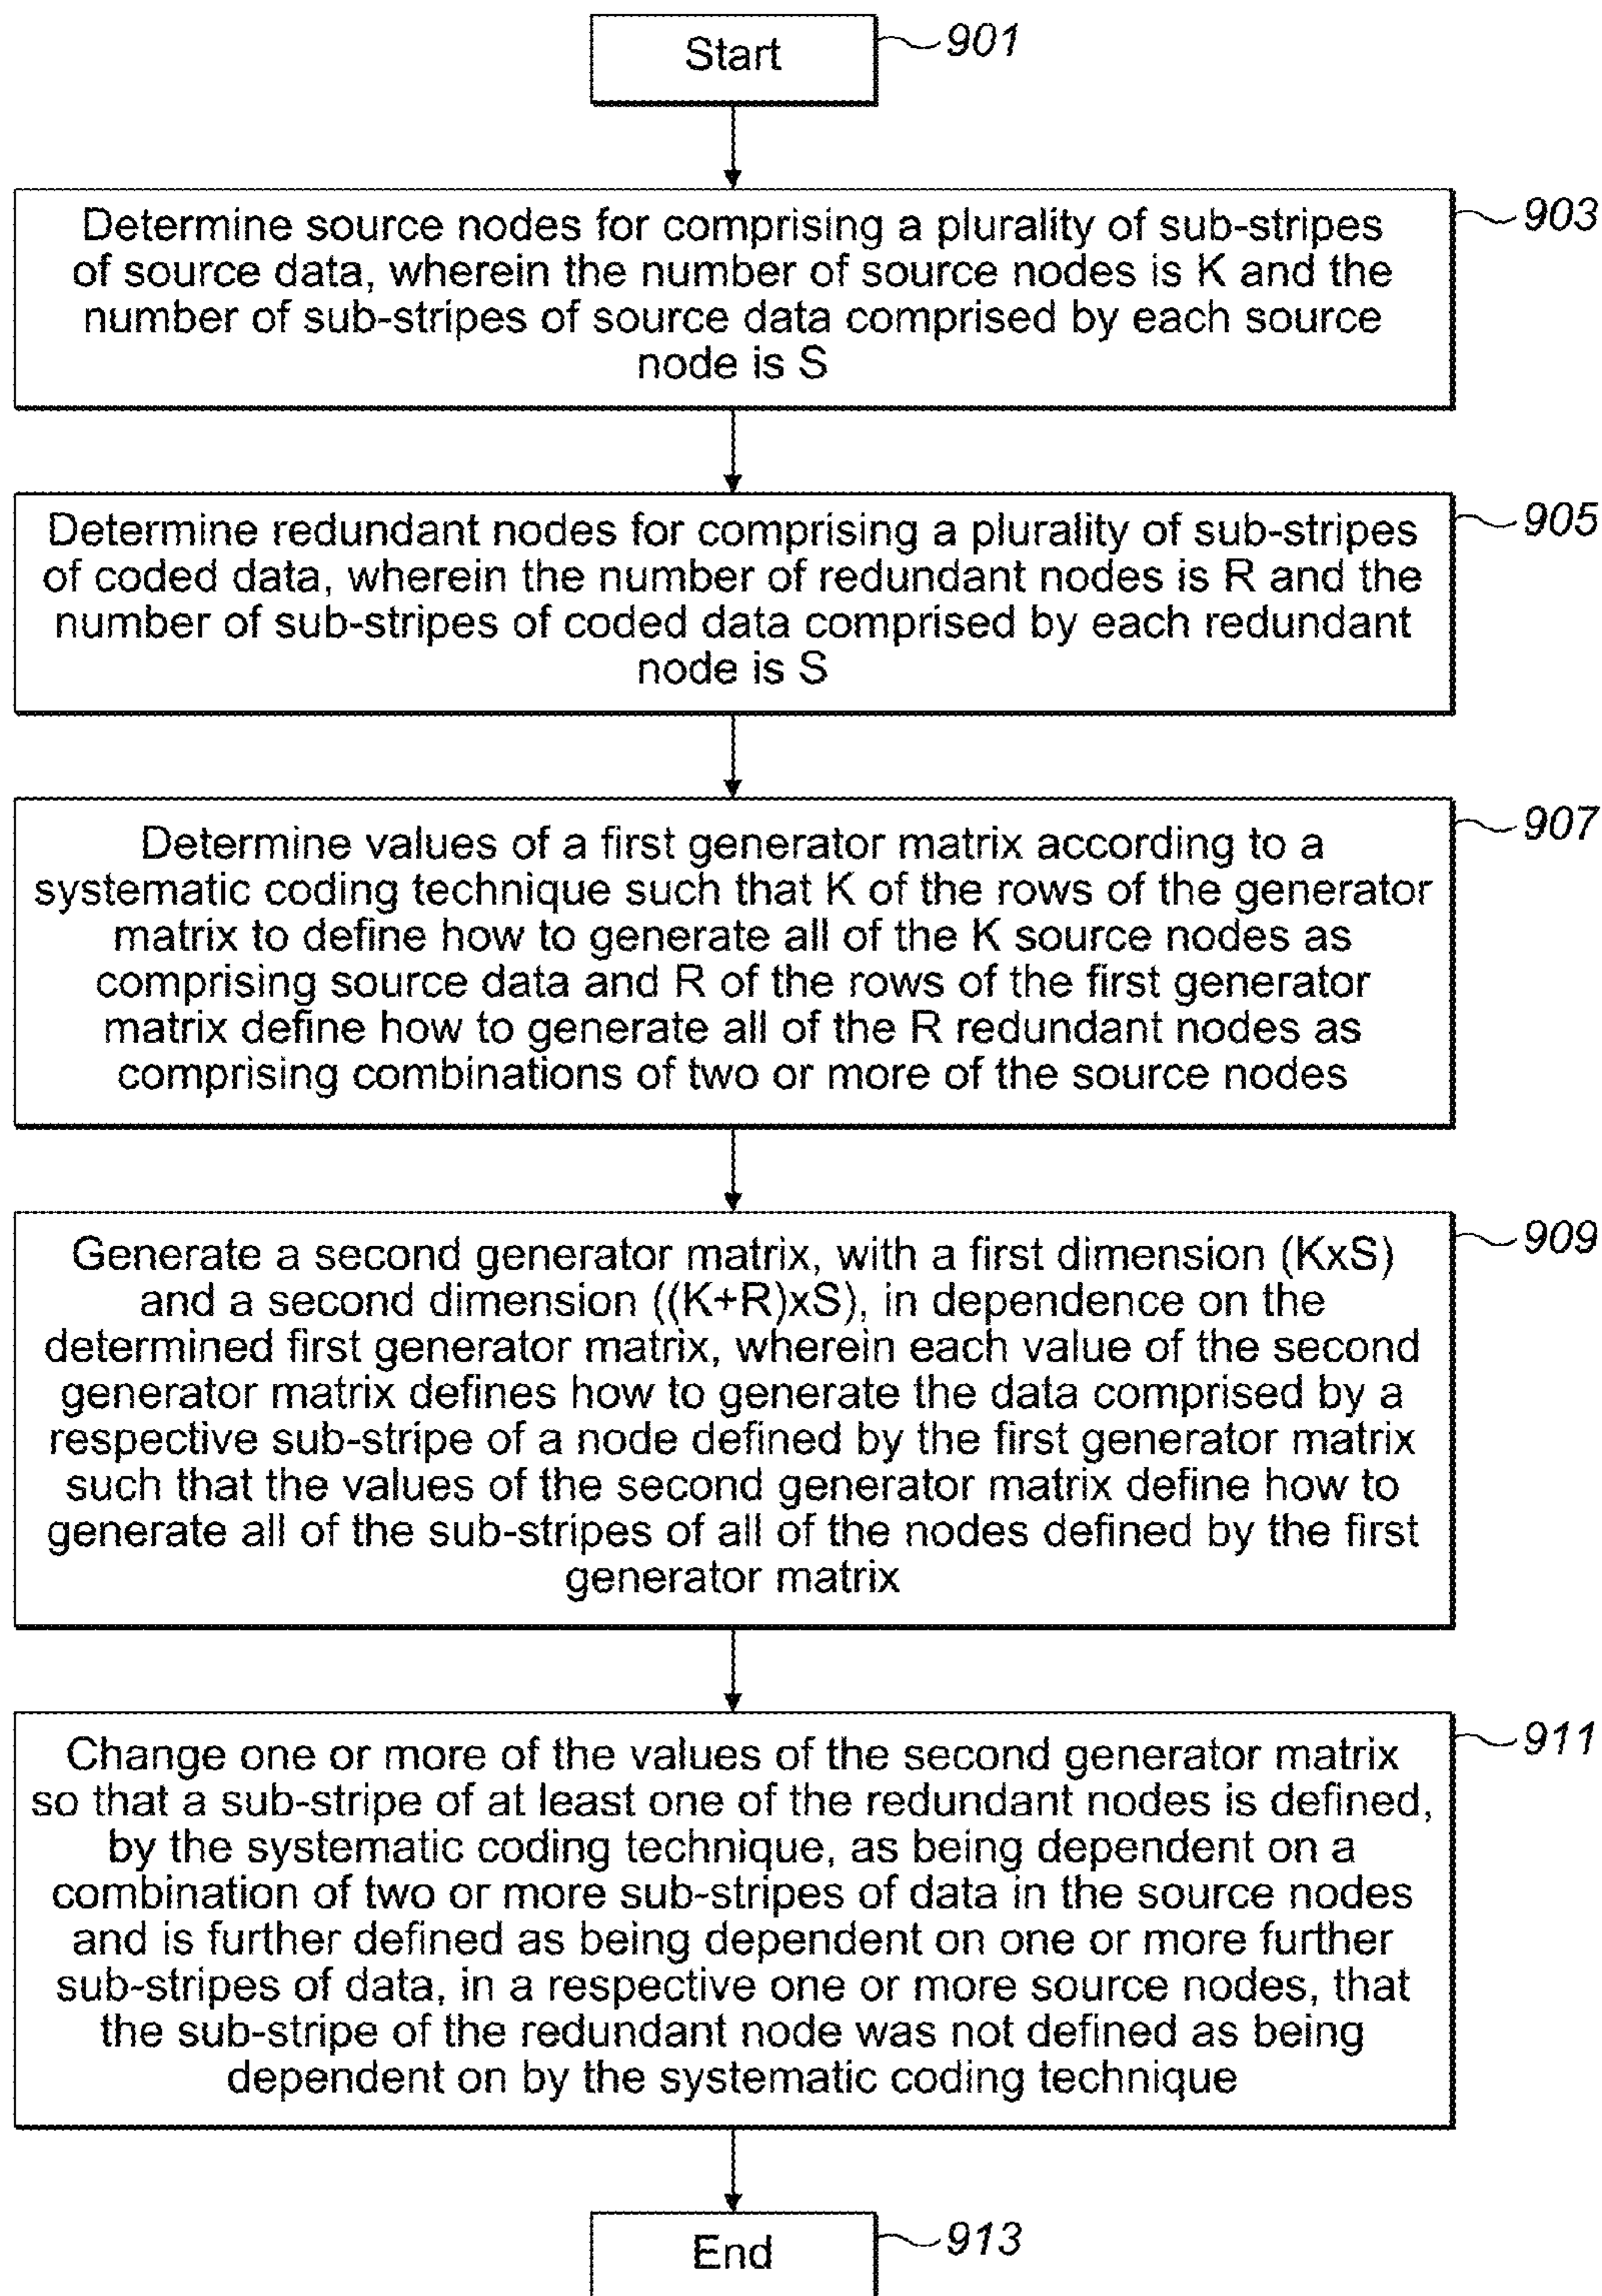 Start
901
Determine source nodes for comprising a plurality of sub-stripes
of source data, wherein the number of source nodes is K and the
number of sub-stripes of source data comprised by each source
node is S
903
Determine redundant nodes for comprising a plurality of sub-stripes
of coded data, wherein the number of redundant nodes is R and the
number of sub-stripes of coded data comprised by each redundant
node is S
905
Determine values of a first generator matrix according to a
systematic coding technique such that K of the rows of the generator
matrix to define how to generate all of the K source nodes as
comprising source data and R of the rows of the first generator
matrix define how to generate all of the R redundant nodes as
comprising combinations of two or more of the source nodes
907
Generate a second generator matrix, with a first dimension (KxS)
and a second dimension ((K+R)xS), in dependence on the
determined first generator matrix, wherein each value of the second
generator matrix defines how to generate the data comprised by a
respective sub-stripe of a node defined by the first generator matrix
such that the values of the second generator matrix define how to
generate all of the sub-stripes of all of the nodes defined by the first
generator matrix
909
Change one or more of the values of the second generator matrix
so that a sub-stripe of at least one of the redundant nodes is defined,
by the systematic coding technique, as being dependent on a
combination of two or more sub-stripes of data in the source nodes
and is further defined as being dependent on one or more further
sub-stripes of data, in a respective one or more source nodes, that
the sub-stripe of the redundant node was not defined as being
dependent on by the systematic coding technique
911
End
913